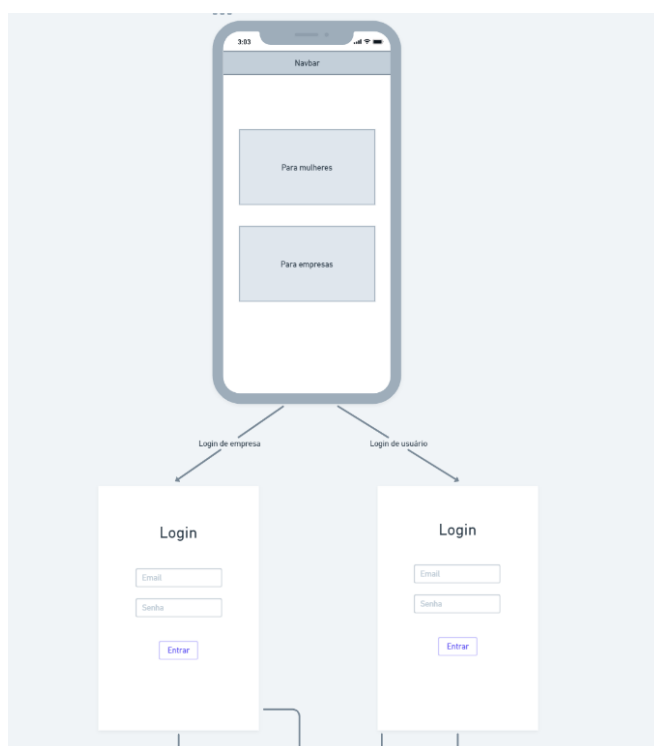 3:03
Navbar
Para mulheres
Para empresas
Login de empresa
Login de usuário
Login
Email
Senha
Entrar
Login
Email
Senha
Entrar